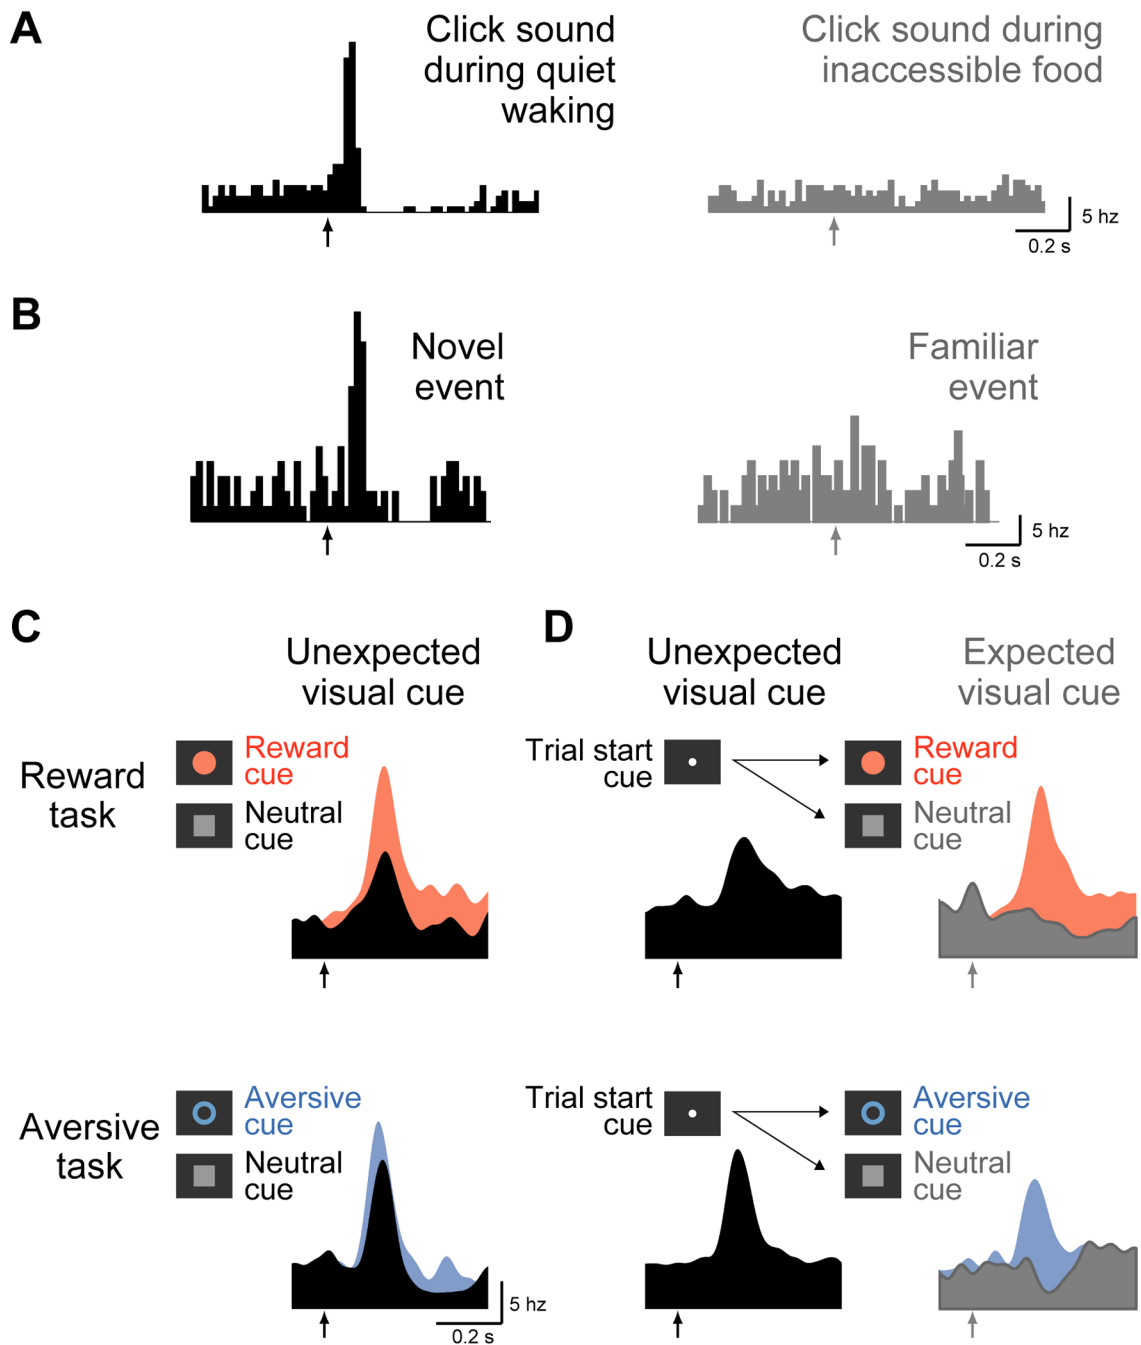 A
Click sound
during quiet
waking
Click sound during
inaccessible food
5 hz
0.2 s
B
Novel
event
Familiar
event
5 hz
0.2 s
C
Unexpected
visual cue
D
Unexpected
visual cue
Expected
visual cue
Reward
task
Reward
cue
Neutral
cue
Trial start
cue
Reward
cue
Neutral
cue
Aversive
task
Aversive
cue
Neutral
cue
5 hz
0.2 s
Trial start
cue
Aversive
cue
Neutral
cue